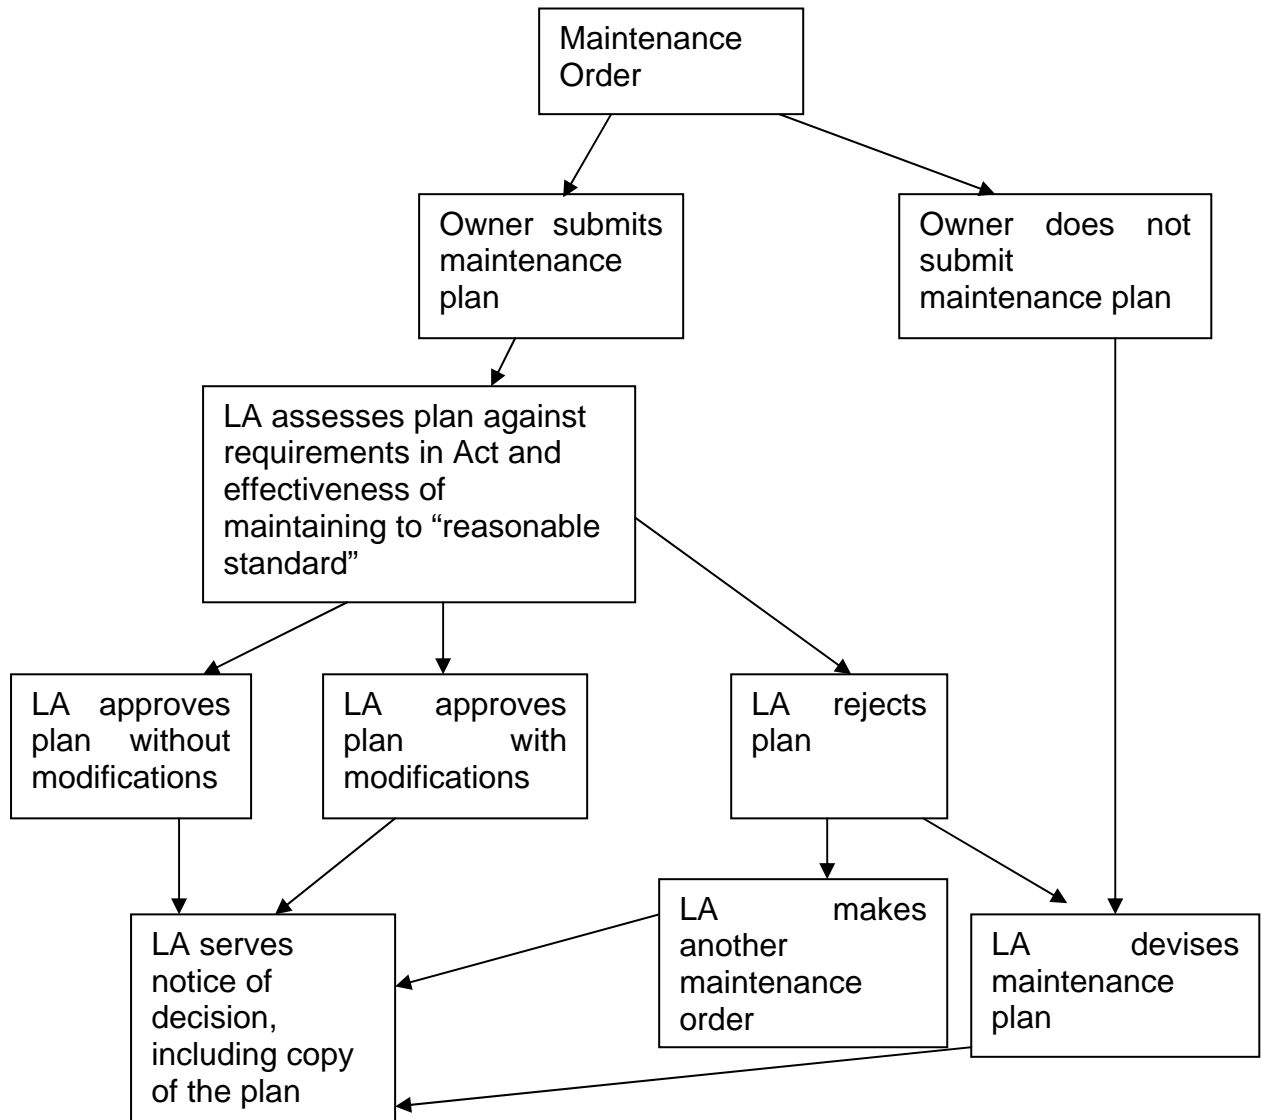 Maintenance
Order
Owner submits
maintenance
plan
Owner does not
submit
maintenance plan
LA assesses plan against
requirements in Act and
effectiveness of
maintaining to “reasonable
standard”
LA approves
plan without
modifications
LA approves
plan with
modifications
LA rejects
plan
LA serves
notice of
decision,
including copy
of the plan
LA makes
another
maintenance
order
LA devises
maintenance
plan